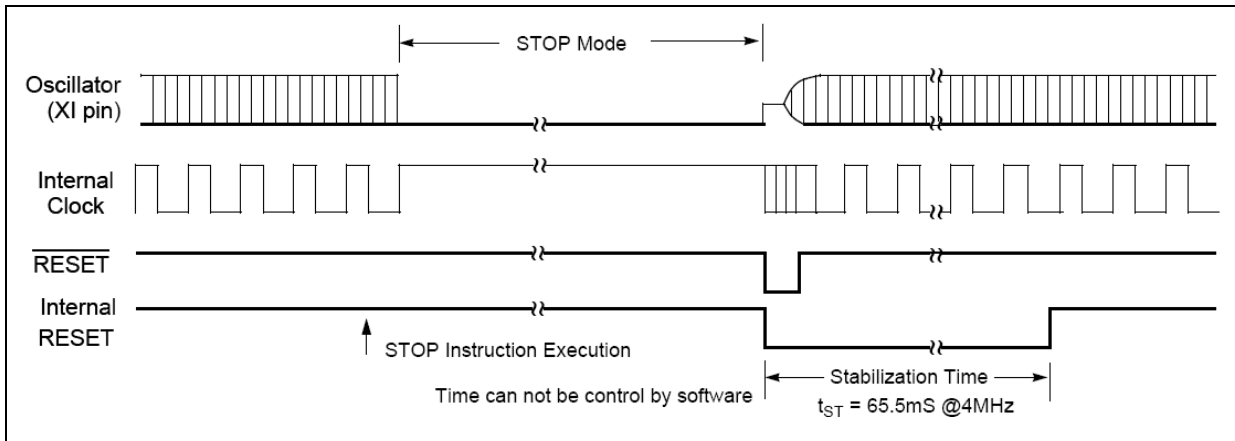 STOP Mode
Oscillator
(XI pin)
Internal
Clock
RESET
Internal
RESET
STOP Instruction Execution
Time can not be control by software
Stabilization Time
tST = 65.5mS @4MHz